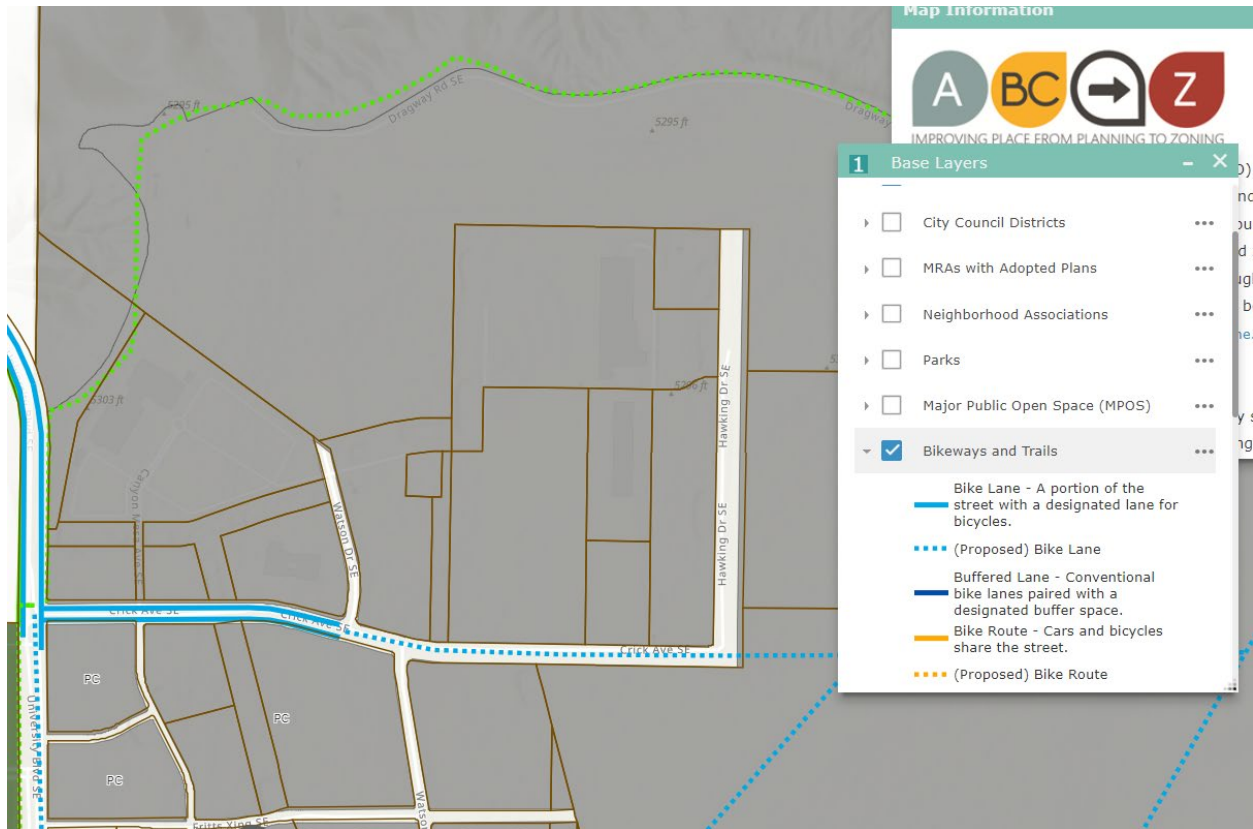 Map Information
A BC Z
IMPROVING PLACE FROM PLANNING TO ZONING
1 Base Layers
City Council Districts
MRAs with Adopted Plans
Neighborhood Associations
Parks
Major Public Open Space (MPOS)
Bikeways and Trails
Bike Lane - A portion of the
street with a designated lane for
bicycles.
(Proposed) Bike Lane
Buffered Lane - Conventional
bike lanes paired with a
designated buffer space.
Bike Route - Cars and bicycles
share the street.
(Proposed) Bike Route
5295 ft
Dragway Rd SE
5295 ft
Dragway
5303 ft
5296 ft
Hawking Dr SE
Hawking Dr SE
Watson Dr SE
Crick Ave SE
Crick Ave SE
Crick Ave SE
PC
PC
PC
University Blvd SE
Fritts Xing SE